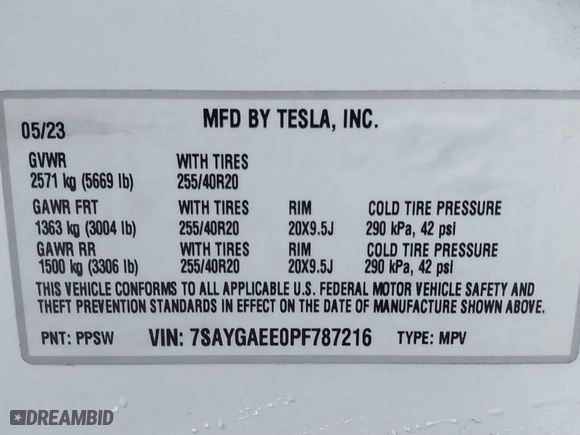 MFD BY TESLA, INC.
05/23
GVWR WITH TIRES
2571 kg (5669 lb) 255/40R20
GAWR FRT WITH TIRES RIM COLD TIRE PRESSURE
1363 kg (3004 lb) 255/40R20 20X9.5J 290 kPa, 42 psi
GAWR RR WITH TIRES RIM COLD TIRE PRESSURE
1500 kg (3306 lb) 255/40R20 20X9.5J 290 kPa, 42 psi
THIS VEHICLE CONFORMS TO ALL APPLICABLE U.S. FEDERAL MOTOR VEHICLE SAFETY AND
THEFT PREVENTION STANDARDS IN EFFECT ON THE DATE OF MANUFACTURE SHOWN ABOVE.
PNT: PPSW VIN: 7SAYGAEE0PF787216 TYPE: MPV
DREAMBID